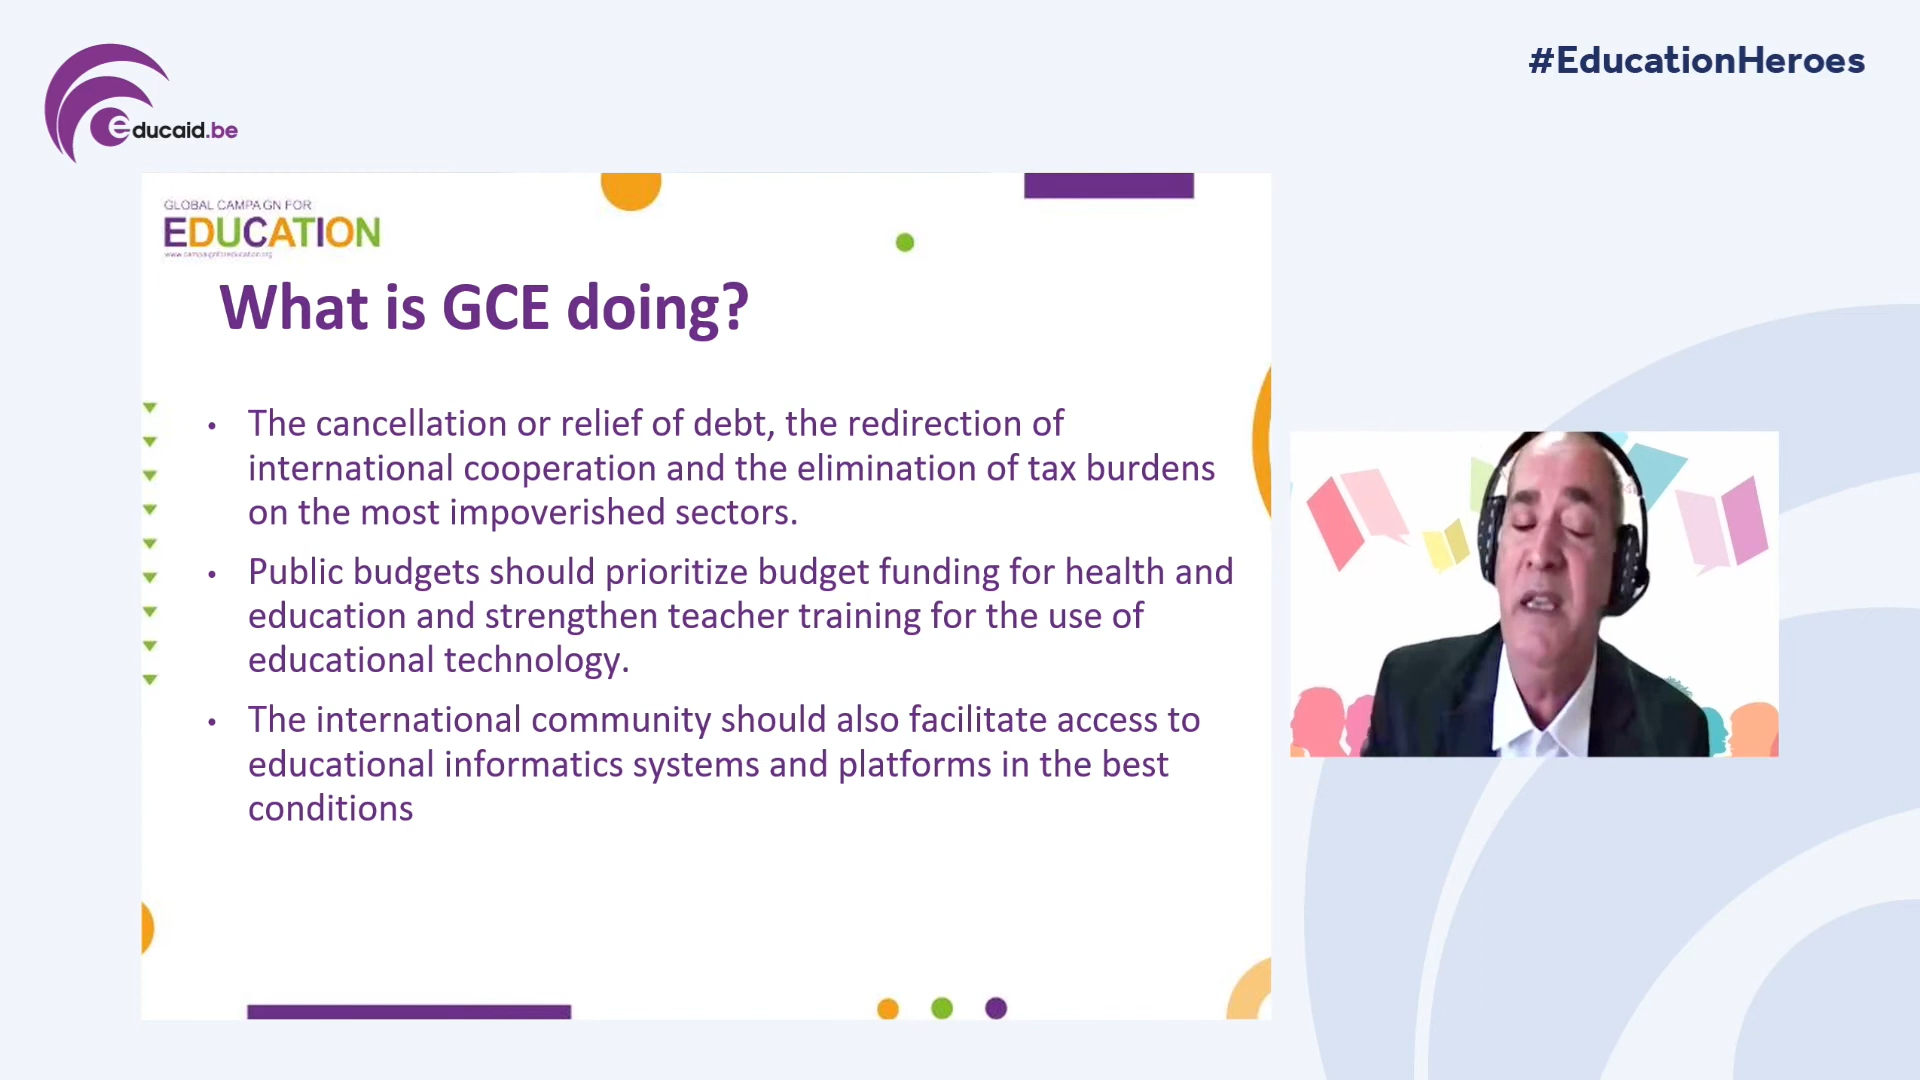 #EducationHeroes
educaid.be
GLOBAL CAMPAIGN FOR
EDUCATION
www.campaignforeducation.org
What is GCE doing?
• The cancellation or relief of debt, the redirection of
international cooperation and the elimination of tax burdens
on the most impoverished sectors.
• Public budgets should prioritize budget funding for health and
education and strengthen teacher training for the use of
educational technology.
• The international community should also facilitate access to
educational informatics systems and platforms in the best
conditions